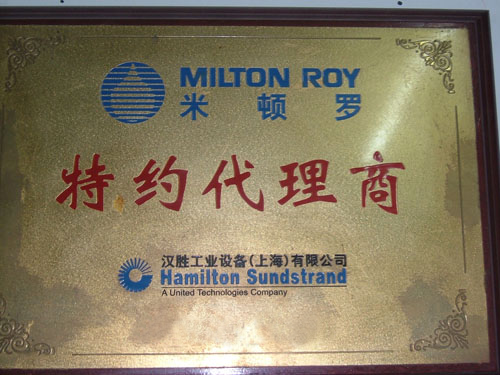 MILTON ROY
米顿罗
特约代理商
汉胜工业设备(上海)有限公司
Hamilton Sundstrand
A United Technologies Company